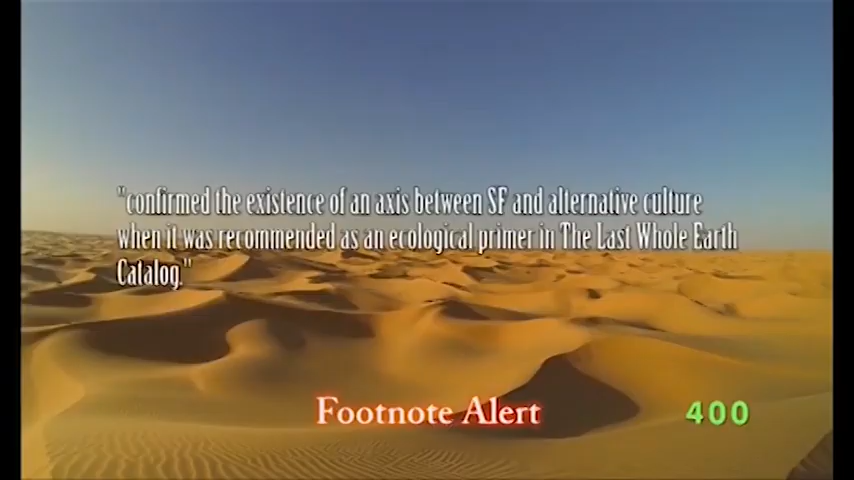 "confirmed the existence of an axis between SF and alternative culture
when it was recommended as an ecological primer in The Last Whole Earth
Catalog."
Footnote Alert
400